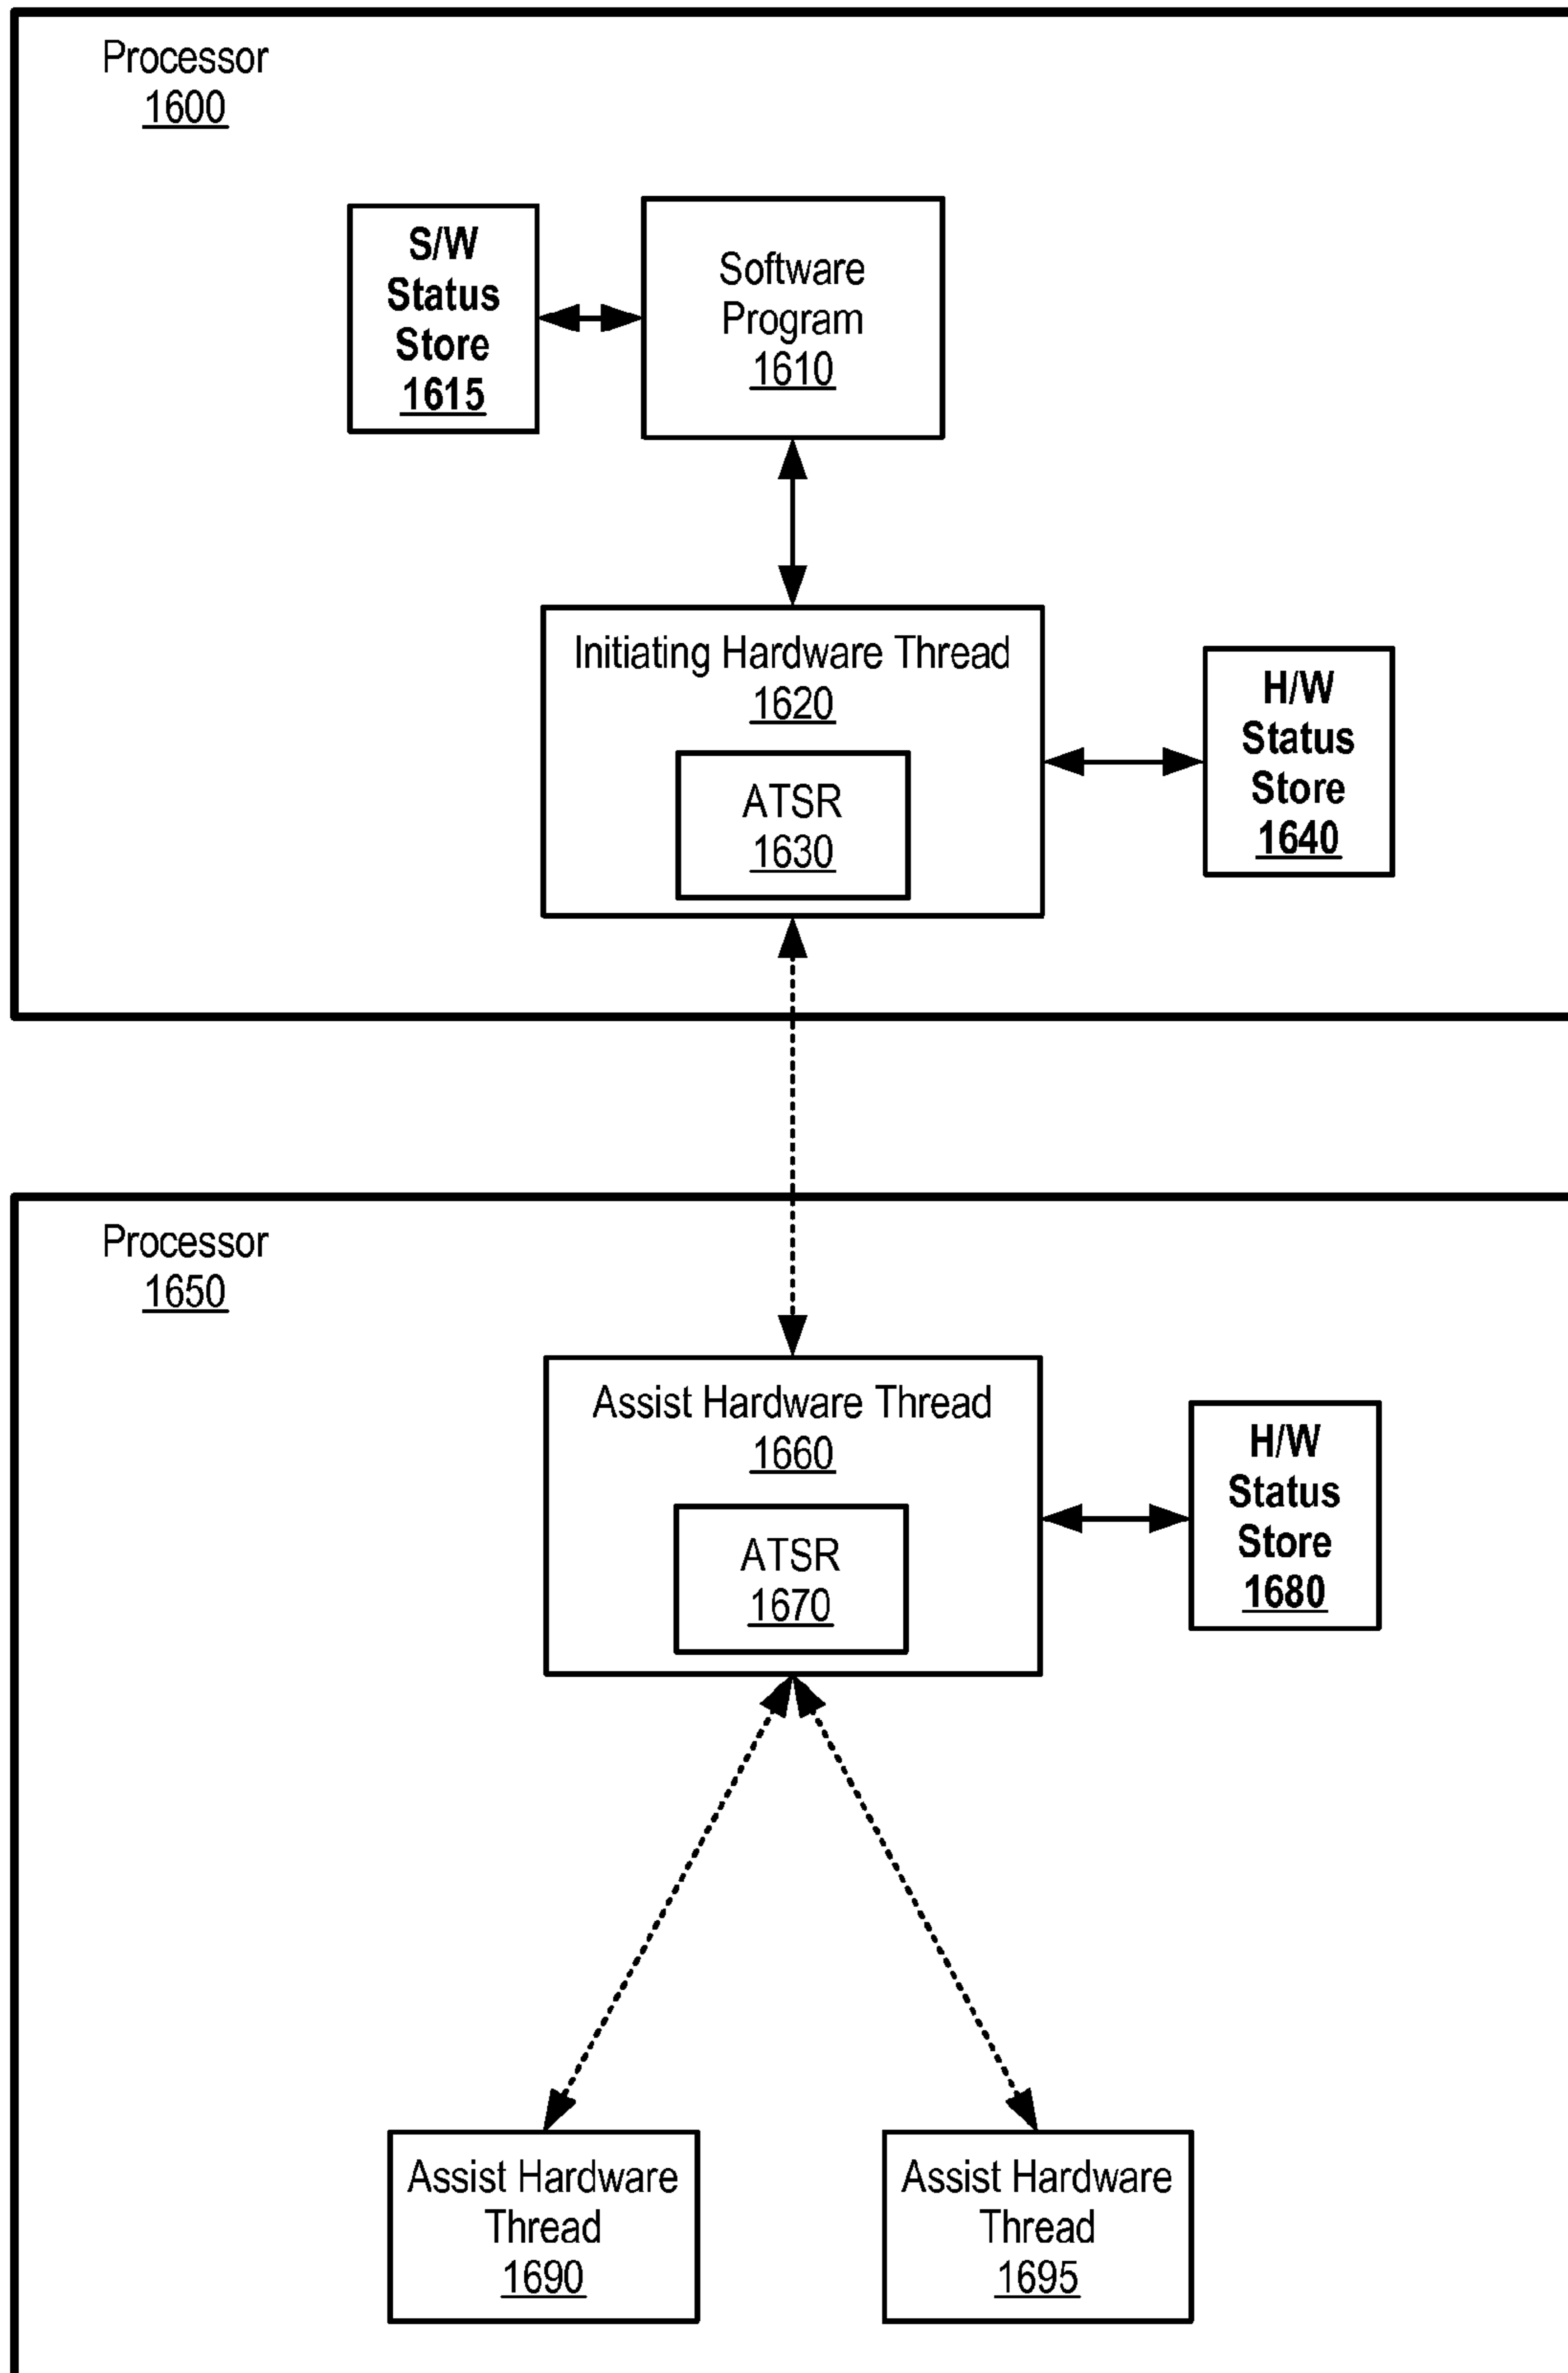 Processor
1600
S/W
Status
Store
1615
Software
Program
1610
Initiating Hardware Thread
1620
ATSR
1630
H/W
Status
Store
1640
Processor
1650
Assist Hardware Thread
1660
ATSR
1670
H/W
Status
Store
1680
Assist Hardware
Thread
1690
Assist Hardware
Thread
1695